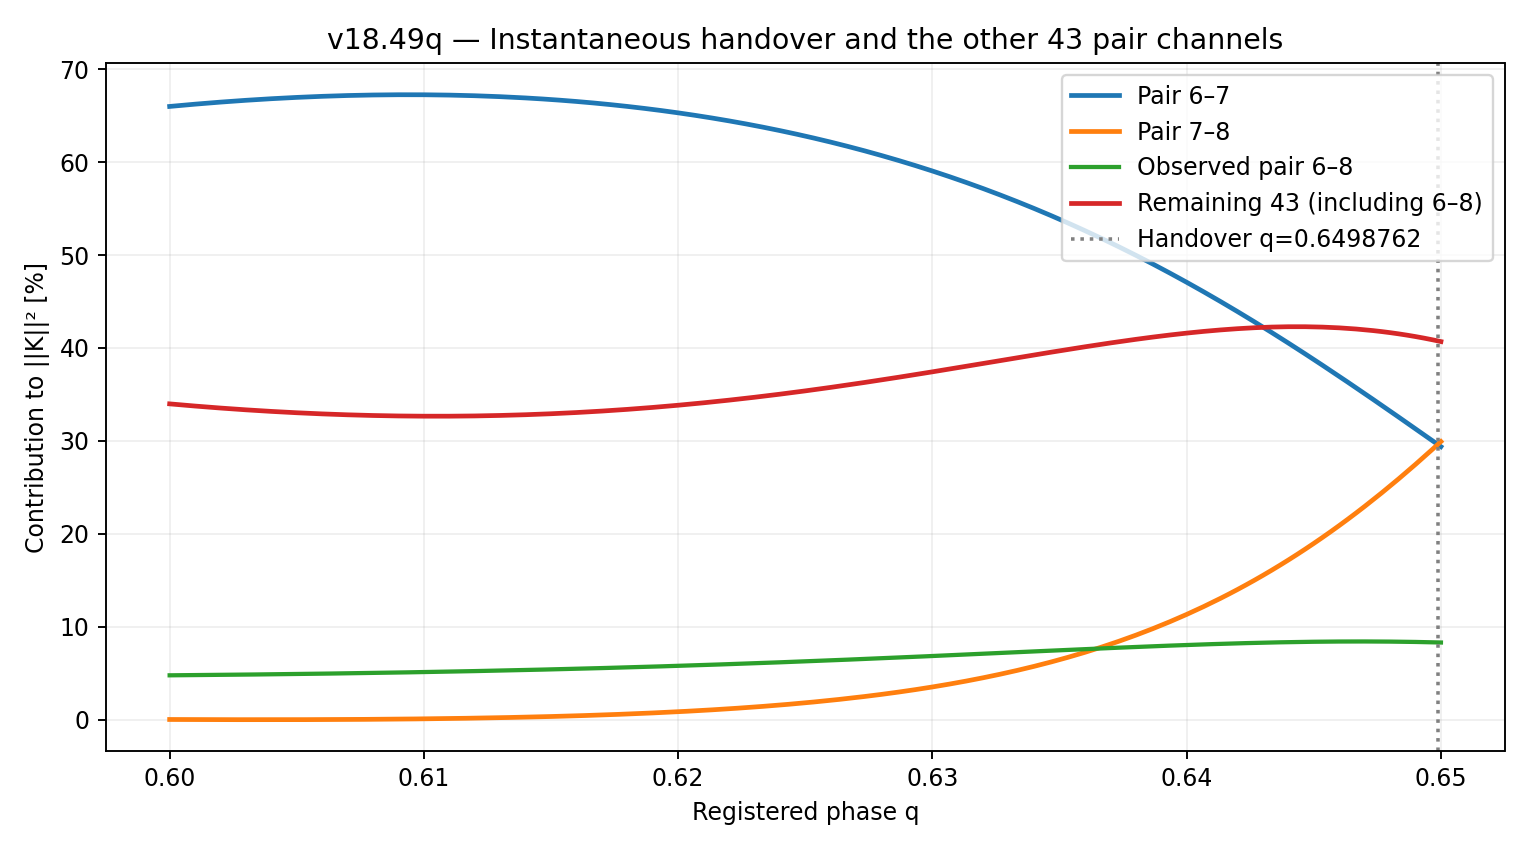 v18.49q — Instantaneous handover and the other 43 pair channels
Contribution to ||K||² [%]
70
60
50
40
30
20
10
0
Pair 6–7
Pair 7–8
Observed pair 6–8
Remaining 43 (including 6–8)
Handover q=0.6498762
0.60 0.61 0.62 0.63 0.64 0.65
Registered phase q